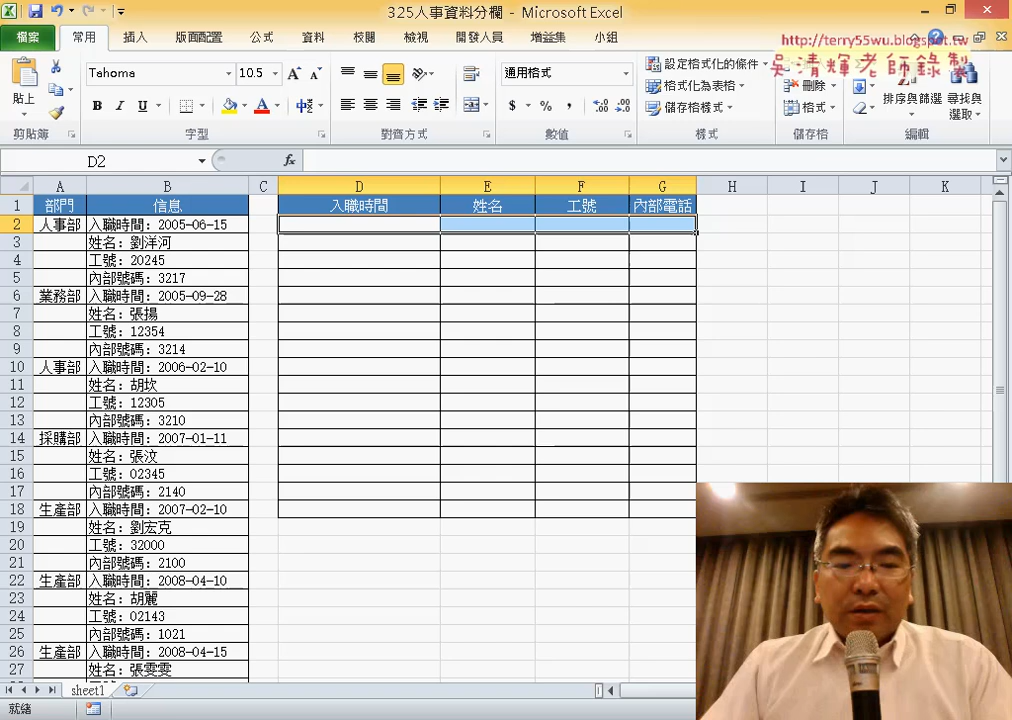 325人事資料分欄 - Microsoft Excel
檔案 常用 插入 版面配置 公式 資料 校閱 檢視 開發人員 增益集 小組
http://terry55wu.blogspot.tw
吳清輝老師錄製
貼上 Tahoma 10.5 通用格式 設定格式化的條件 格式化為表格 儲存格樣式 刪除 格式 排序與篩選 尋找與選取
B I U $ % ,
剪貼簿 字型 對齊方式 數值 樣式 儲存格 編輯
D2 fx
A B C D E F G H I J K
1 部門 信息 入職時間 姓名 工號 內部電話
2 人事部 入職時間：2005-06-15
3 姓名：劉洋河
4 工號：20245
5 內部號碼：3217
6 業務部 入職時間：2005-09-28
7 姓名：張揚
8 工號：12354
9 內部號碼：3214
10 人事部 入職時間：2006-02-10
11 姓名：胡坎
12 工號：12305
13 內部號碼：3210
14 採購部 入職時間：2007-01-11
15 姓名：張汶
16 工號：02345
17 內部號碼：2140
18 生產部 入職時間：2007-02-10
19 姓名：劉宏克
20 工號：32000
21 內部號碼：2100
22 生產部 入職時間：2008-04-10
23 姓名：胡麗
24 工號：02143
25 內部號碼：1021
26 生產部 入職時間：2008-04-15
27 姓名：張雯雯
sheet1
就緒